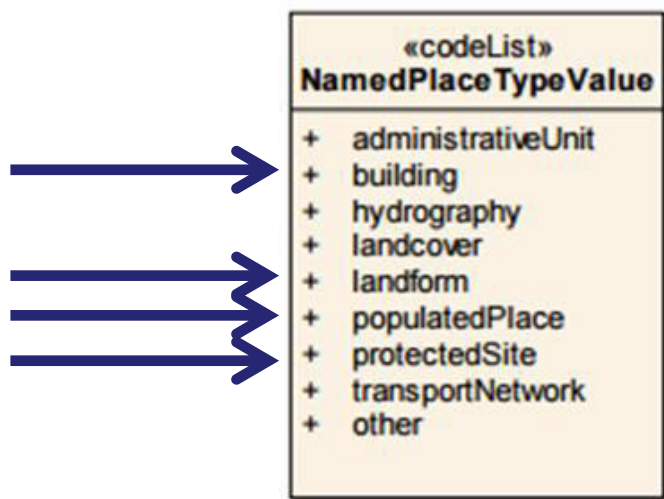 «codeList»
NamedPlaceTypeValue
+ administrativeUnit
+ building
+ hydrography
+ landcover
+ landform
+ populatedPlace
+ protectedSite
+ transportNetwork
+ other